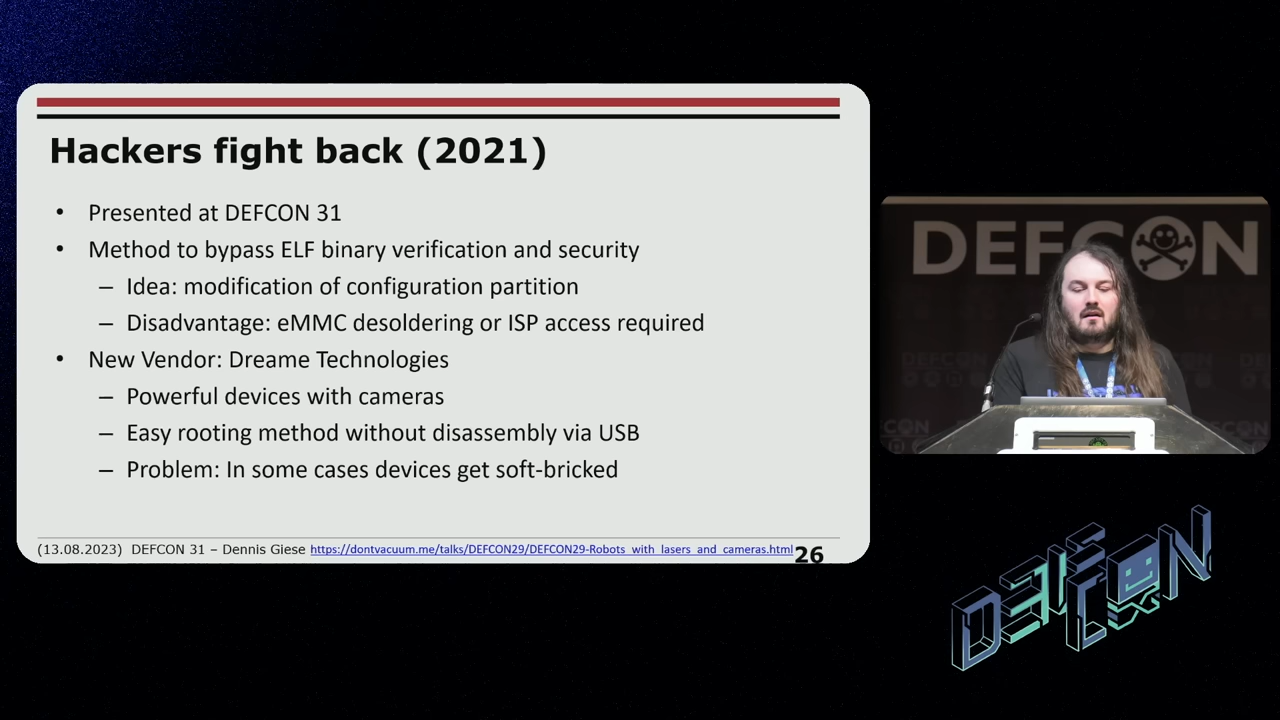 Hackers fight back (2021)
• Presented at DEFCON 31
• Method to bypass ELF binary verification and security
– Idea: modification of configuration partition
– Disadvantage: eMMC desoldering or ISP access required
• New Vendor: Dreame Technologies
– Powerful devices with cameras
– Easy rooting method without disassembly via USB
– Problem: In some cases devices get soft-bricked
(13.08.2023) DEFCON 31 – Dennis Giese https://dontvacuum.me/talks/DEFCON29/DEFCON29-Robots_with_lasers_and_cameras.html 26
DEFCON
DEFCON